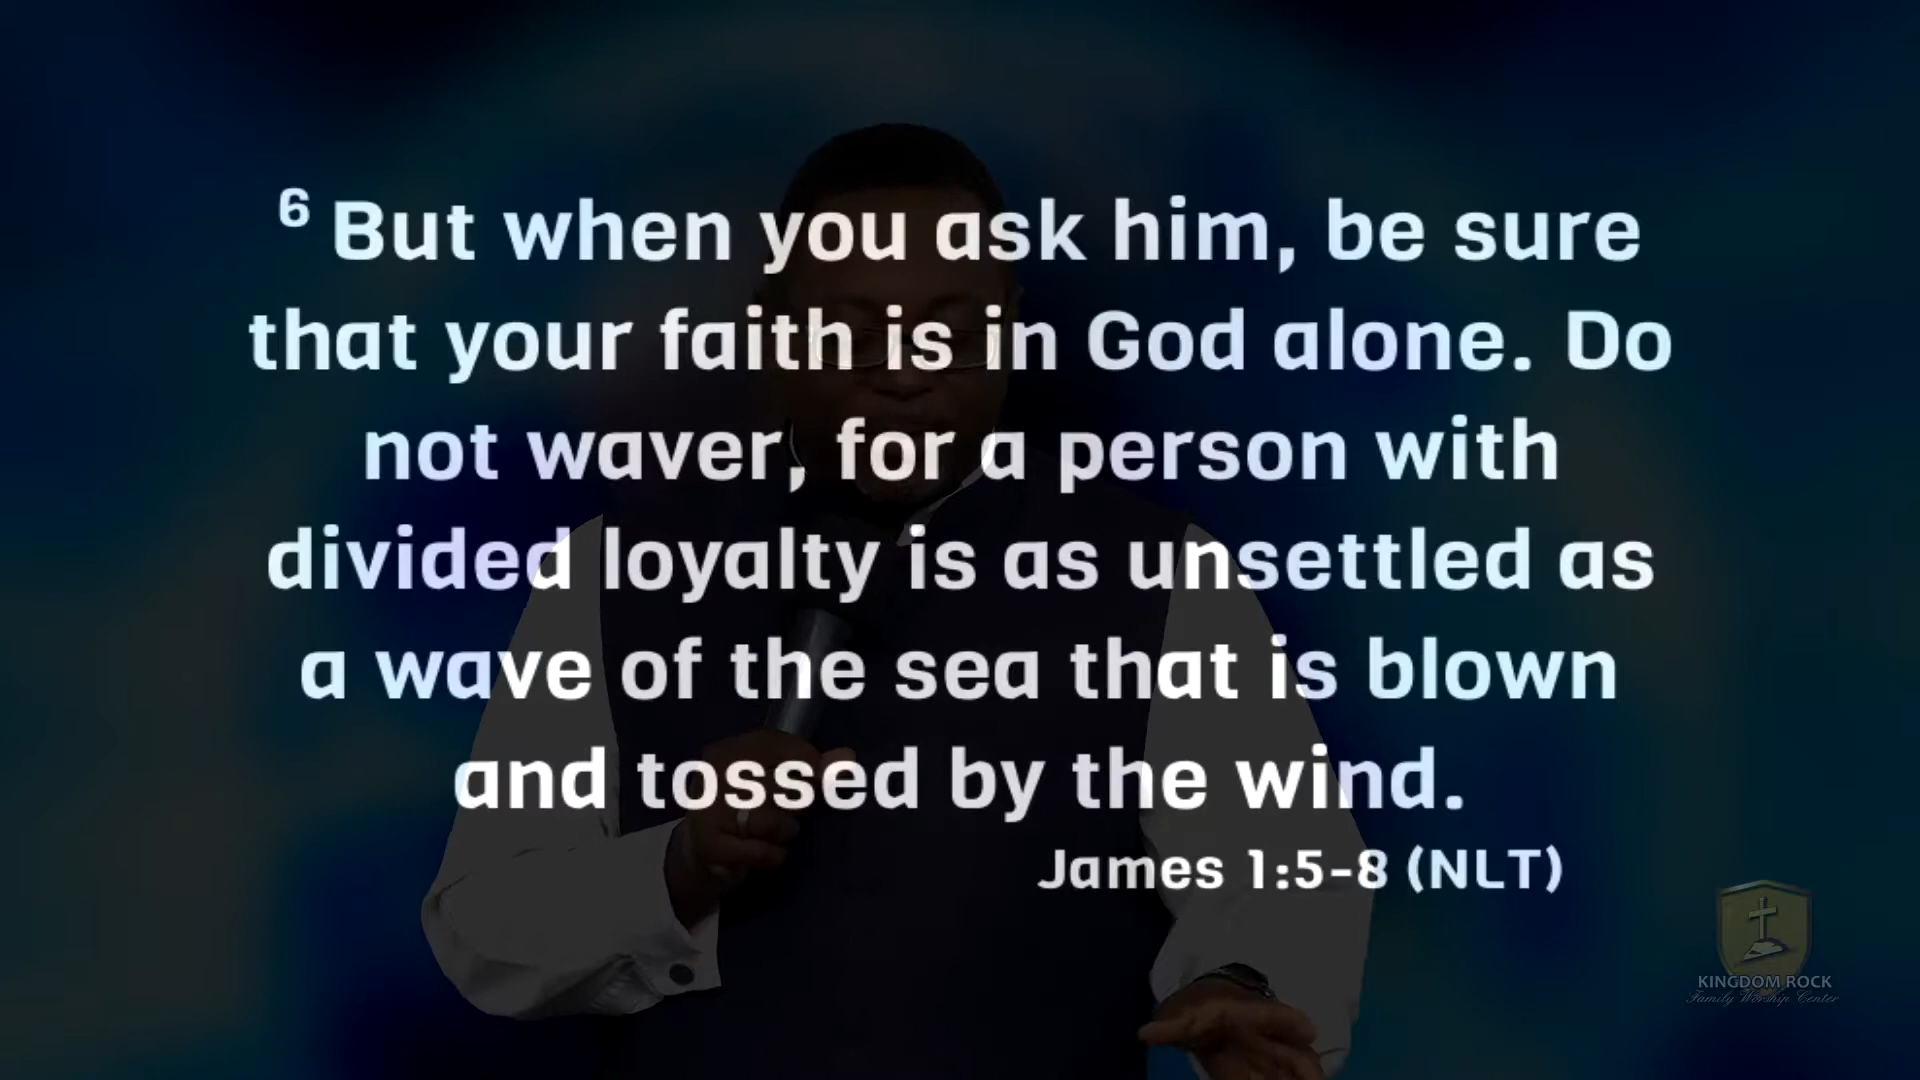 6 But when you ask him, be sure
that your faith is in God alone. Do
not waver, for a person with
divided loyalty is as unsettled as
a wave of the sea that is blown
and tossed by the wind.
James 1:5-8 (NLT)
KINGDOM ROCK
Family Worship Center